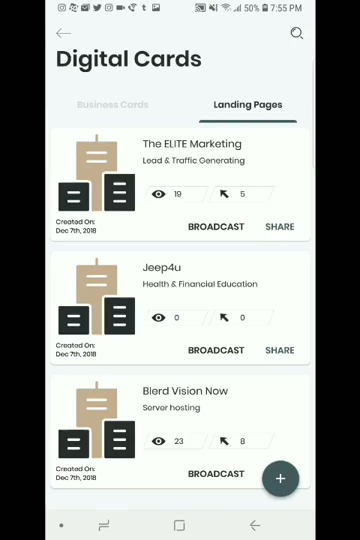 50% 7:55 PM
Digital Cards
Business Cards Landing Pages
The ELITE Marketing
Lead & Traffic Generating
19 5
Created On:
Dec 7th, 2018
BROADCAST SHARE
Jeep4u
Health & Financial Education
0 0
Created On:
Dec 7th, 2018
BROADCAST SHARE
Blerd Vision Now
Server hosting
23 8
Created On:
Dec 7th, 2018
BROADCAST
+